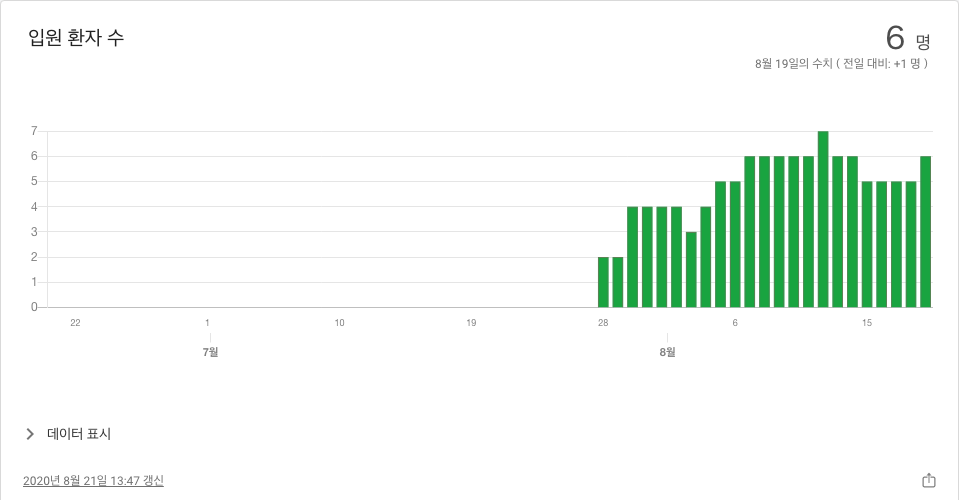 입원 환자 수
6 명
8월 19일의 수치 ( 전일 대비: +1 명 )
7
6
5
4
3
2
1
0
22 1 10 19 28 6 15
7월 8월
데이터 표시
2020년 8월 21일 13:47 갱신